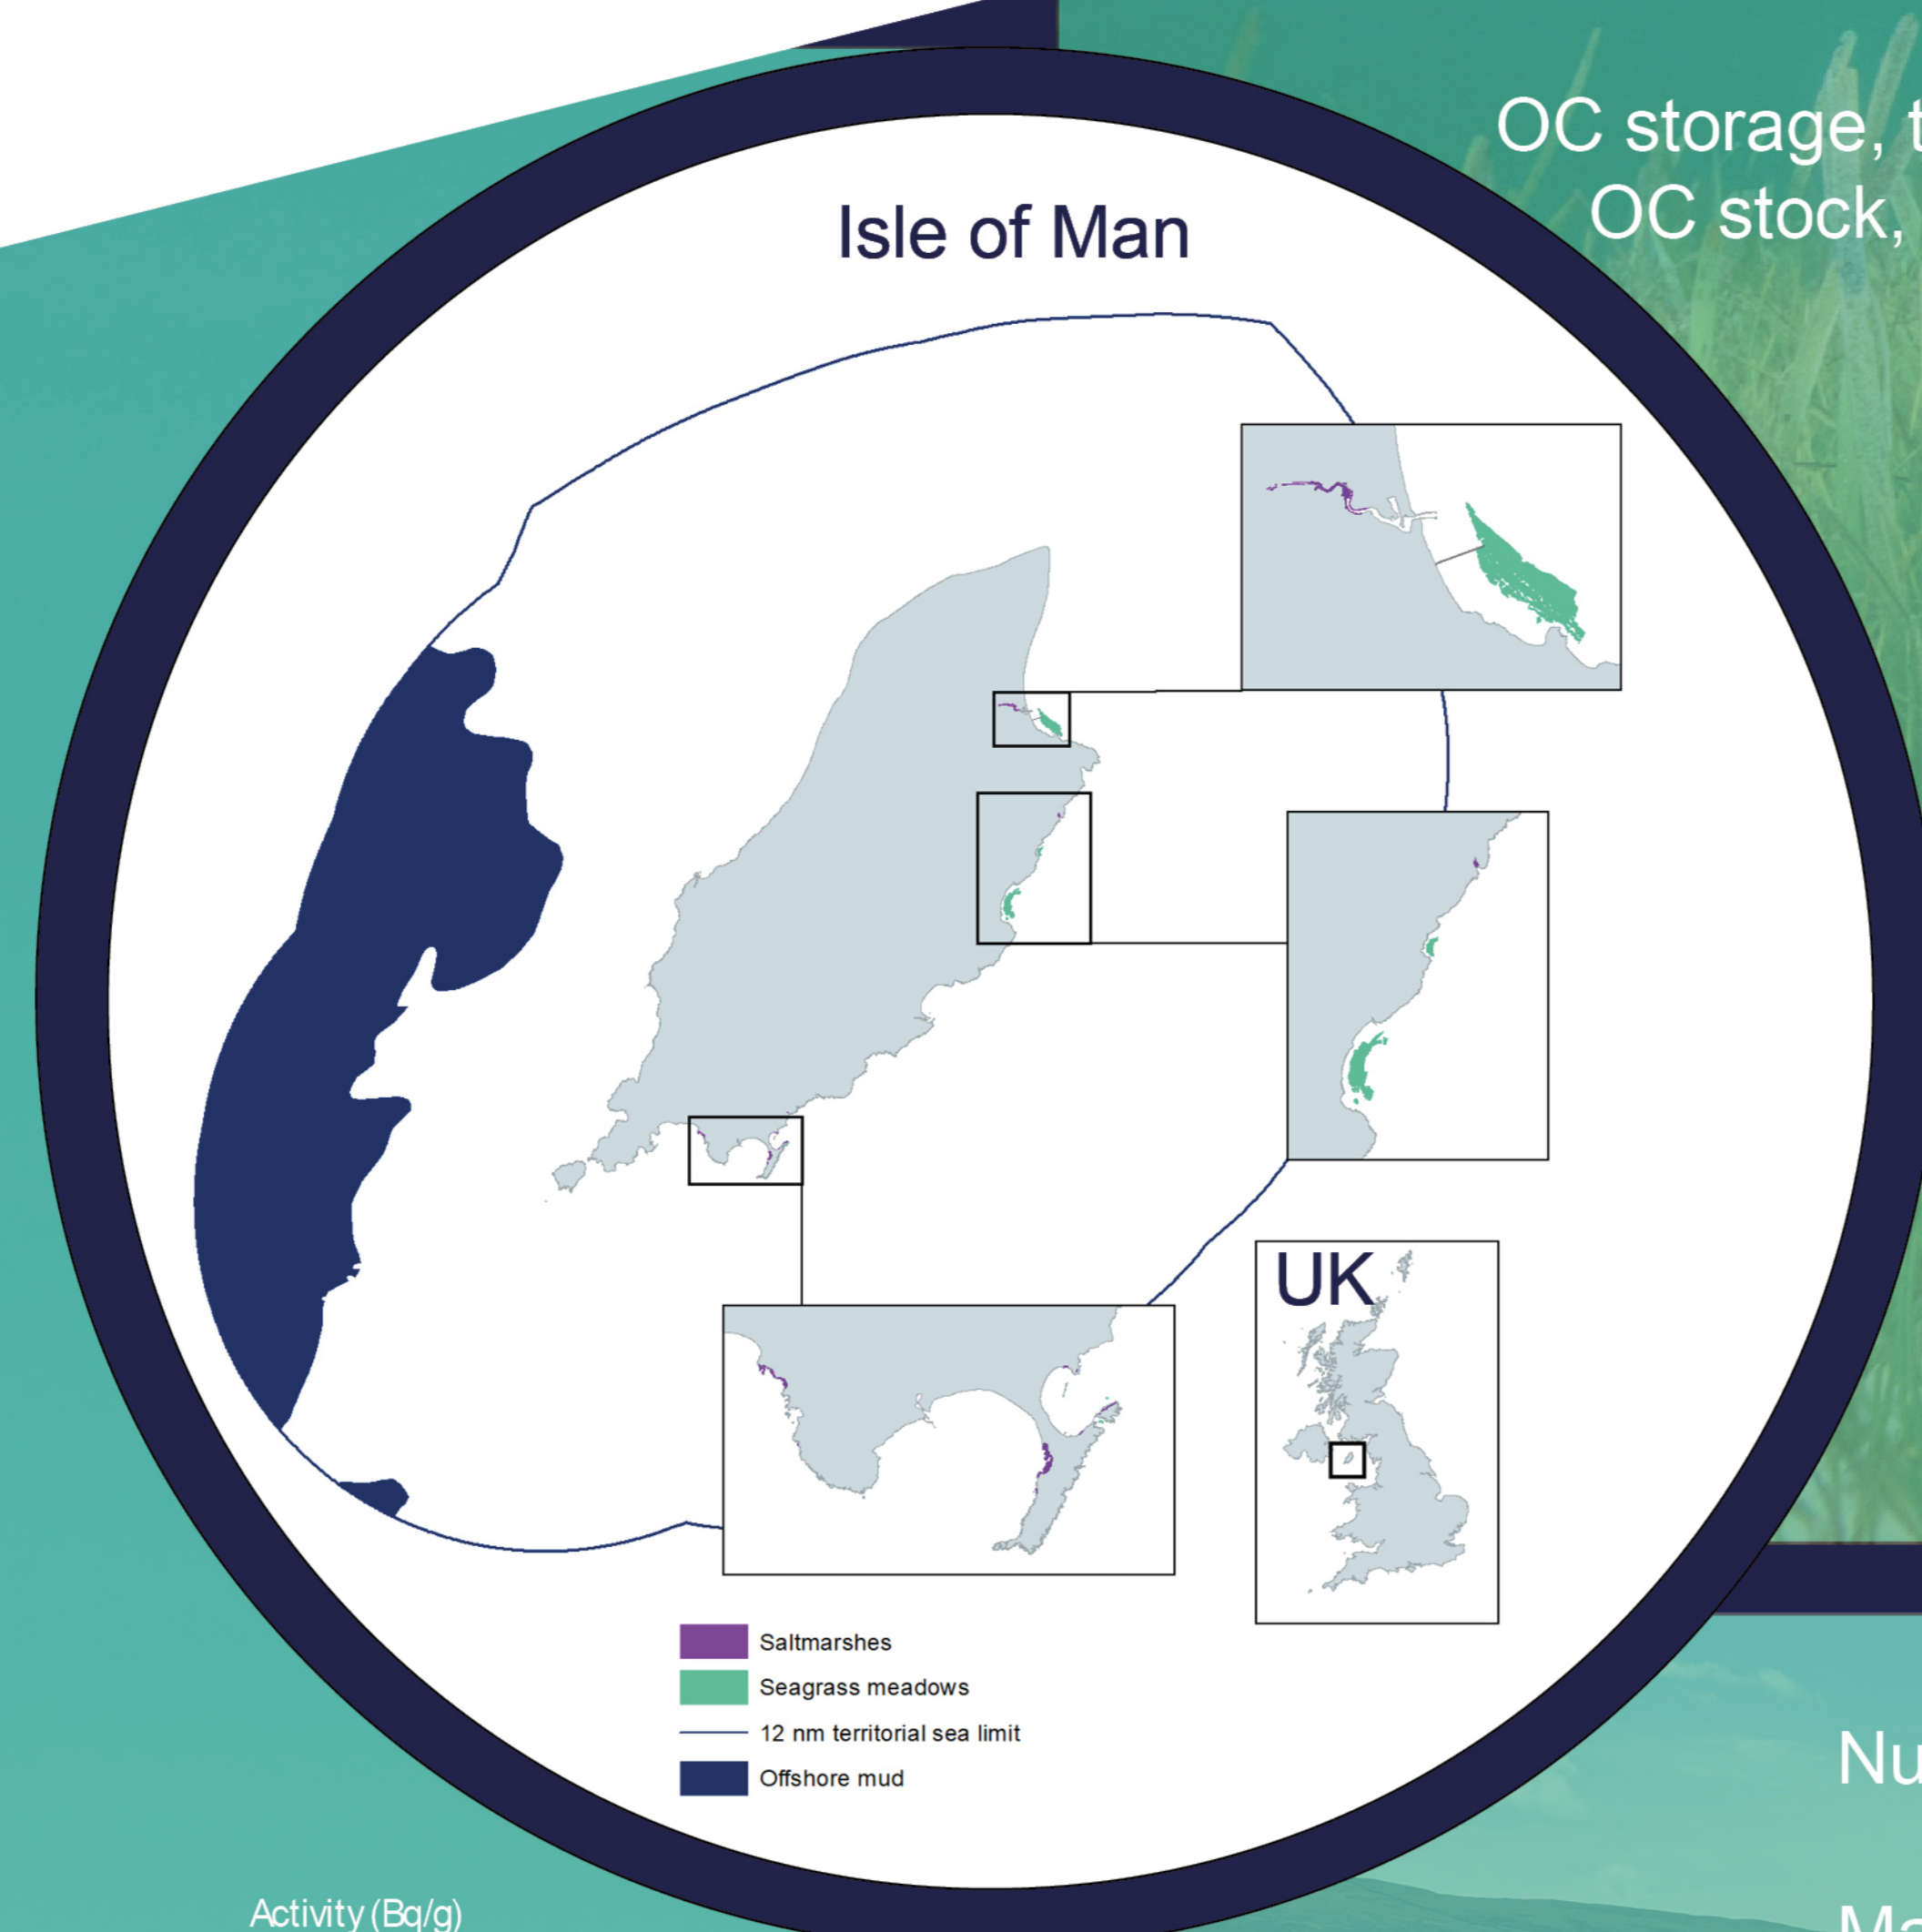 OC storage,
OC stock,
Isle of Man
UK
Saltmarshes
Seagrass meadows
12 nm territorial sea limit
Offshore mud
Activity (Bq/g)